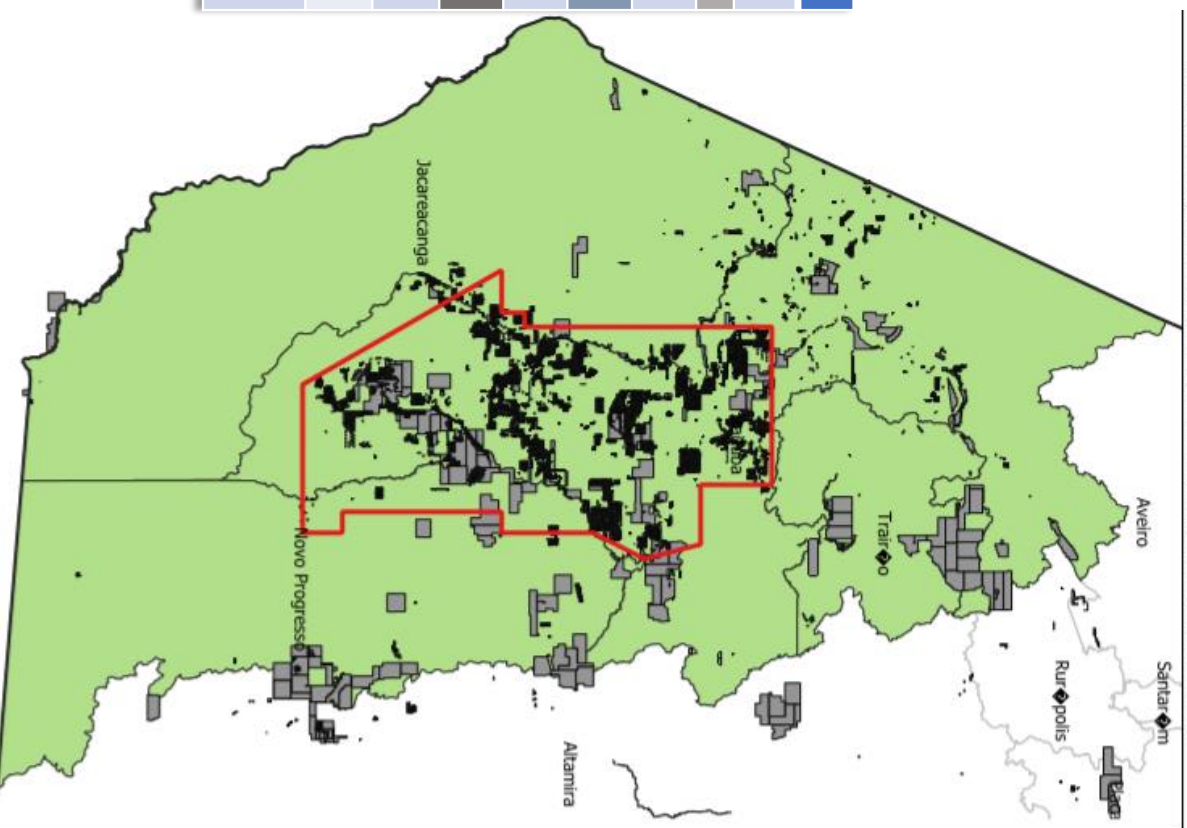 Santar�m
Aveiro
Rur�polis
Trair�o
Altamira
Jacareacanga
Novo Progresso